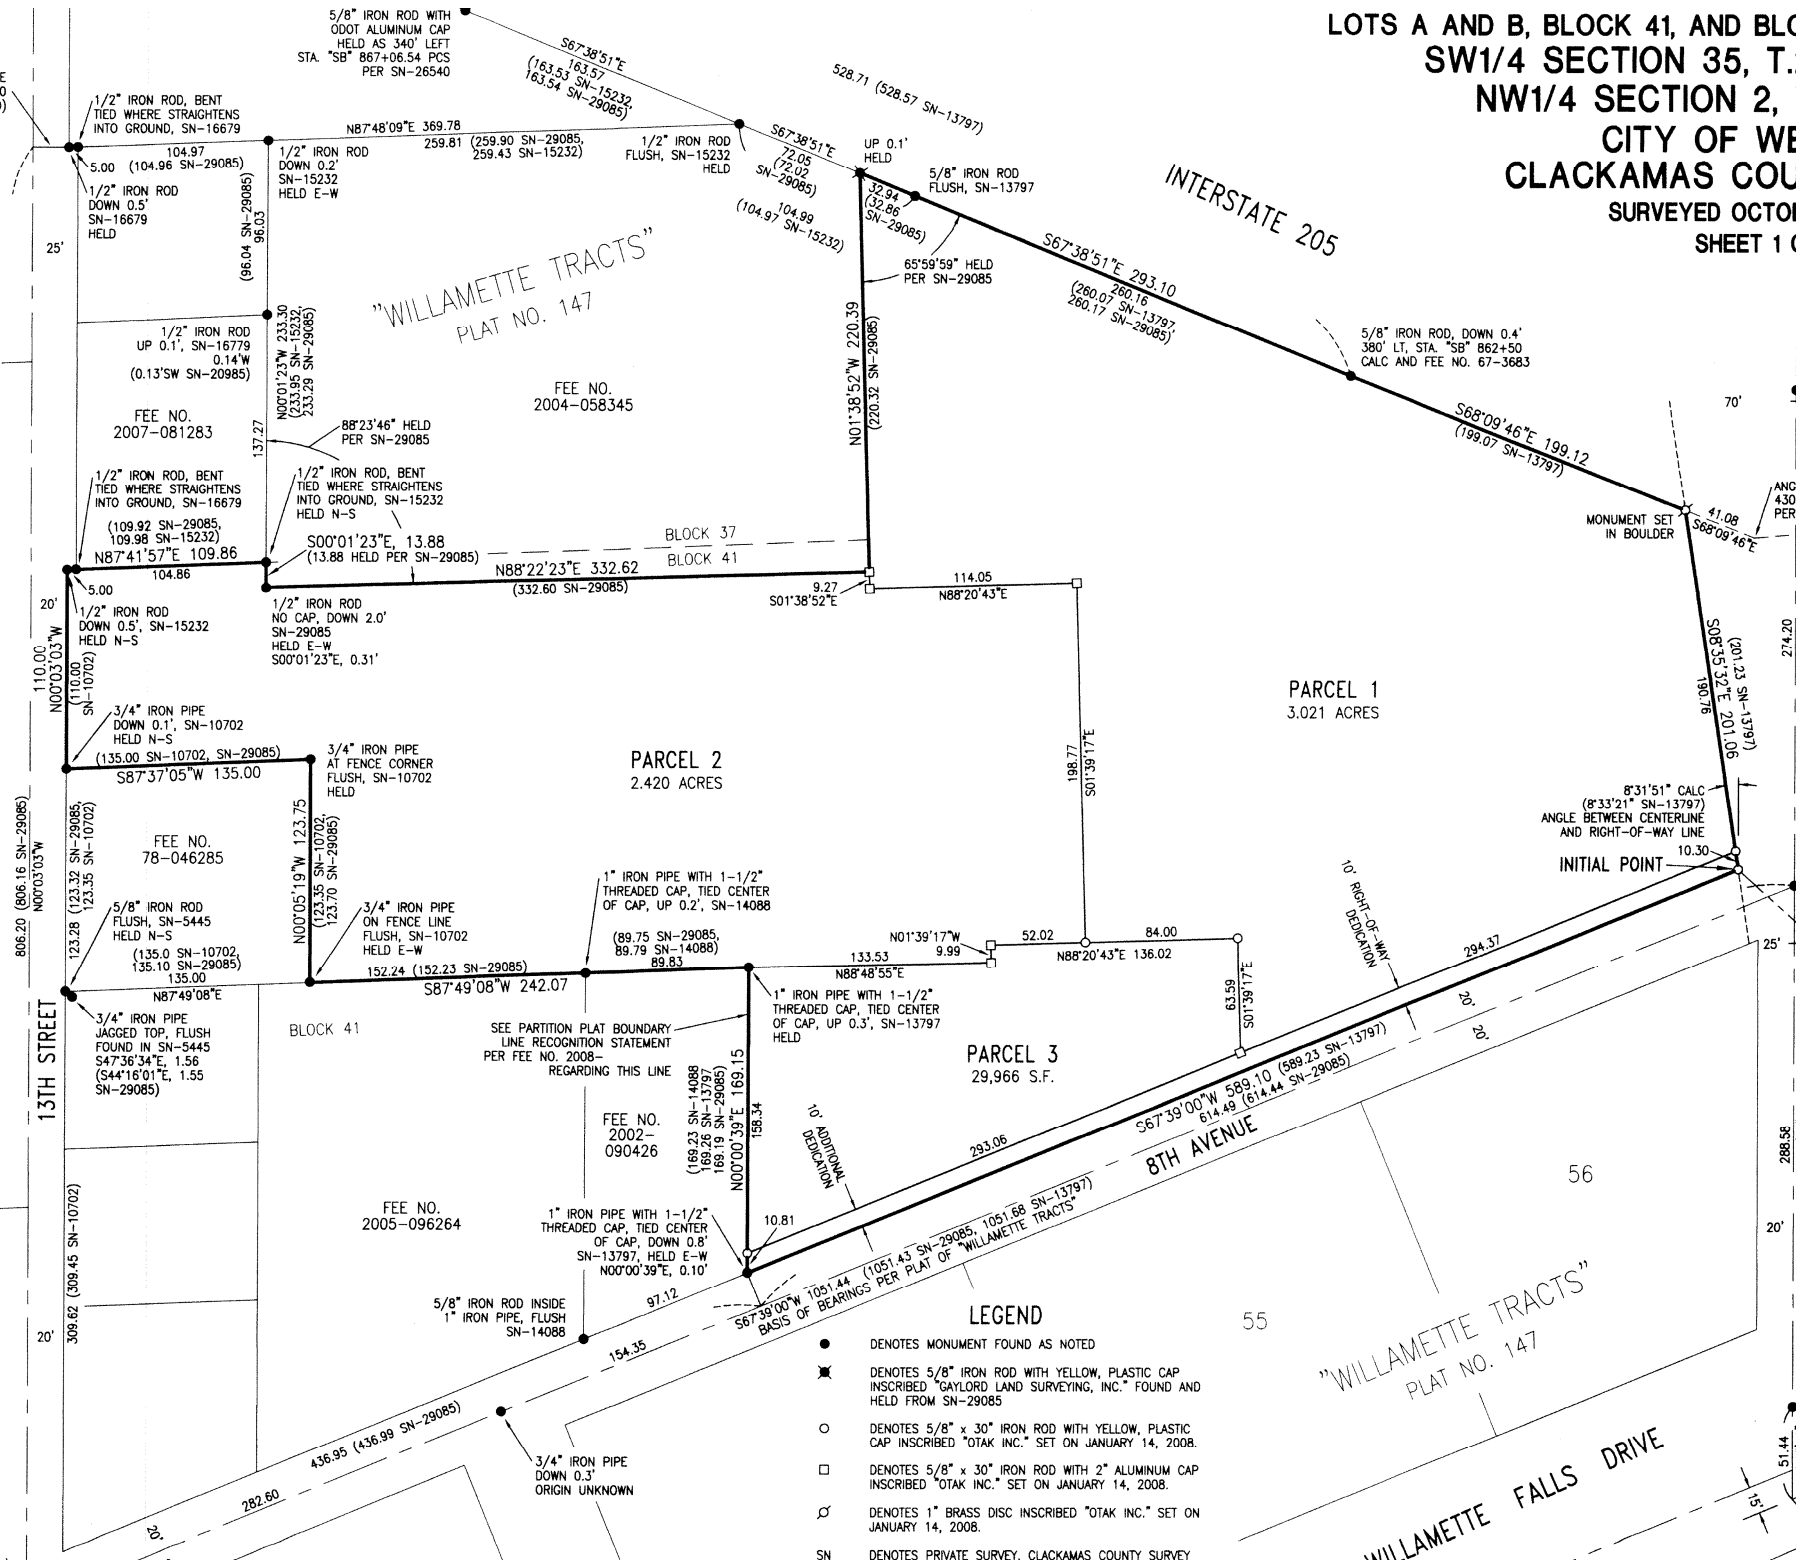 LOTS A AND B, BLOCK 41, AND
SW1/4 SECTION 35,
NW1/4 SECTION 2,
CITY OF
CLACKAMAS
SURVEYED
SHEET 1
5/8" IRON ROD WITH
ODOT ALUMINUM CAP
HELD AS 340' LEFT
STA. "SB" 867+06.54 PCS
PER SN-26540
S67°38'51"E
163.57
(163.53 SN-15232,
163.54 SN-29085)
528.71 (528.57 SN-13797)
1/2" IRON ROD, BENT
TIED WHERE STRAIGHTENS
INTO GROUND, SN-16679
N87°48'09"E 369.78
259.81 (259.90 SN-29085,
259.43 SN-15232)
104.97
5.00 (104.96 SN-29085)
1/2" IRON ROD
DOWN 0.5'
SN-16679
HELD
1/2" IRON ROD
DOWN 0.2'
SN-15232
HELD E-W
1/2" IRON ROD
FLUSH, SN-15232
HELD
S67°38'51"E
72.05
(72.02
SN-29085)
104.99
(104.97 SN-15232)
UP 0.1'
HELD
32.94
(32.86
SN-29085)
5/8" IRON ROD
FLUSH, SN-13797
INTERSTATE 205
65°59'59" HELD
PER SN-29085
S67°38'51"E 293.10
260.16
(260.07 SN-13797,
260.17 SN-29085)
5/8" IRON ROD, DOWN 0.4'
380' LT, STA. "SB" 862+50
CALC AND FEE NO. 67-3683
25'
(96.04 SN-29085)
96.03
"WILLAMETTE TRACTS"
PLAT NO. 147
1/2" IRON ROD
UP 0.1', SN-16779
0.14'W
(0.13'SW SN-20985)
N00°01'23"W 233.30
(233.95 SN-15232,
233.29 SN-29085)
137.27
FEE NO.
2007-081283
FEE NO.
2004-058345
88°23'46" HELD
PER SN-29085
N01°38'52"W 220.39
(220.32 SN-29085)
70'
S68°09'46"E 199.12
(199.07 SN-13797)
MONUMENT SET
IN BOULDER
41.08
S68°09'46"E
430
PER
1/2" IRON ROD, BENT
TIED WHERE STRAIGHTENS
INTO GROUND, SN-16679
(109.92 SN-29085,
109.98 SN-15232)
N87°41'57"E 109.86
104.86
5.00
1/2" IRON ROD, BENT
TIED WHERE STRAIGHTENS
INTO GROUND, SN-15232
HELD N-S
S00°01'23"E, 13.88
(13.88 HELD PER SN-29085)
BLOCK 37
BLOCK 41
N88°22'23"E 332.62
(332.60 SN-29085)
9.27
S01°38'52"E
114.05
N88°20'43"E
20'
1/2" IRON ROD
DOWN 0.5', SN-15232
HELD N-S
1/2" IRON ROD
NO CAP, DOWN 2.0'
SN-29085
HELD E-W
S00°01'23"E, 0.31'
110.00
N00°03'03"W
(110.00
SN-10702)
3/4" IRON PIPE
DOWN 0.1', SN-10702
HELD N-S
(135.00 SN-10702, SN-29085)
S87°37'05"W 135.00
3/4" IRON PIPE
AT FENCE CORNER
FLUSH, SN-10702
HELD
PARCEL 2
2.420 ACRES
198.77
S01°39'17"E
PARCEL 1
3.021 ACRES
(201.23 SN-13797)
S08°35'32"E 201.06
190.76
274.20
8°31'51" CALC
(8°33'21" SN-13797)
ANGLE BETWEEN CENTERLINE
AND RIGHT-OF-WAY LINE
10.30
INITIAL POINT
806.20 (806.16 SN-29085)
N00°03'03"W
123.28 (123.32 SN-29085,
123.35 SN-10702)
FEE NO.
78-046285
N00°05'19"W 123.75
(123.35 SN-10702,
123.70 SN-29085)
5/8" IRON ROD
FLUSH, SN-5445
HELD N-S
(135.0 SN-10702,
135.10 SN-29085)
135.00
N87°49'08"E
3/4" IRON PIPE
ON FENCE LINE
FLUSH, SN-10702
HELD E-W
1" IRON PIPE WITH 1-1/2"
THREADED CAP, TIED CENTER
OF CAP, UP 0.2', SN-14088
152.24 (152.23 SN-29085)
S87°49'08"W 242.07
(89.75 SN-29085,
89.79 SN-14088)
89.83
N01°39'17"W
9.99
133.53
N88°48'55"E
52.02
84.00
N88°20'43"E 136.02
63.59
S01°39'17"E
10' RIGHT-OF-WAY
DEDICATION
294.37
25'
13TH STREET
3/4" IRON PIPE
JAGGED TOP, FLUSH
FOUND IN SN-5445
S47°36'34"E, 1.56
(S44°16'01"E, 1.55
SN-29085)
BLOCK 41
SEE PARTITION PLAT BOUNDARY
LINE RECOGNITION STATEMENT
PER FEE NO. 2008-
REGARDING THIS LINE
1" IRON PIPE WITH 1-1/2"
THREADED CAP, TIED CENTER
OF CAP, UP 0.3', SN-13797
HELD
PARCEL 3
29,966 S.F.
20'
20'
S67°39'00"W 589.10 (589.23 SN-13797)
614.49 (614.44 SN-29085)
8TH AVENUE
FEE NO.
2002-
090426
(169.23 SN-14088
169.26 SN-13797
169.19 SN-29085)
N00°00'39"E 169.15
158.34
10' ADDITIONAL
DEDICATION
293.06
56
288.58
309.62 (309.45 SN-10702)
FEE NO.
2005-096264
1" IRON PIPE WITH 1-1/2"
THREADED CAP, TIED CENTER
OF CAP, DOWN 0.8'
SN-13797, HELD E-W
N00°00'39"E, 0.10'
10.81
S67°39'00"W 1051.44 (1051.43 SN-29085, 1051.68 SN-13797)
BASIS OF BEARINGS PER PLAT OF "WILLAMETTE TRACTS"
20'
97.12
5/8" IRON ROD INSIDE
1" IRON PIPE, FLUSH
SN-14088
154.35
20'
55
"WILLAMETTE TRACTS"
PLAT NO. 147
LEGEND
DENOTES MONUMENT FOUND AS NOTED
DENOTES 5/8" IRON ROD WITH YELLOW, PLASTIC CAP
INSCRIBED "GAYLORD LAND SURVEYING, INC." FOUND AND
HELD FROM SN-29085
DENOTES 5/8" x 30" IRON ROD WITH YELLOW, PLASTIC
CAP INSCRIBED "OTAK INC." SET ON JANUARY 14, 2008.
DENOTES 5/8" x 30" IRON ROD WITH 2" ALUMINUM CAP
INSCRIBED "OTAK INC." SET ON JANUARY 14, 2008.
DENOTES 1" BRASS DISC INSCRIBED "OTAK INC." SET ON
JANUARY 14, 2008.
SN DENOTES PRIVATE SURVEY, CLACKAMAS COUNTY SURVEY
436.95 (436.99 SN-29085)
282.60
20'
3/4" IRON PIPE
DOWN 0.3'
ORIGIN UNKNOWN
WILLAMETTE FALLS DRIVE
51.44
15'